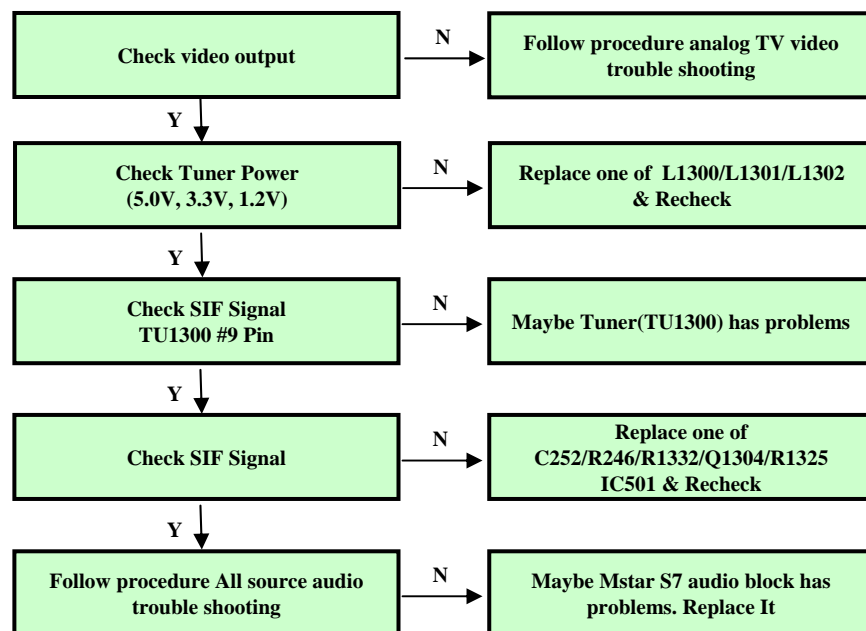 Check video output
N
Follow procedure analog TV video
trouble shooting
Y
Check Tuner Power
(5.0V, 3.3V, 1.2V)
N
Replace one of L1300/L1301/L1302
& Recheck
Y
Check SIF Signal
TU1300 #9 Pin
N
Maybe Tuner(TU1300) has problems
Y
Check SIF Signal
N
Replace one of
C252/R246/R1332/Q1304/R1325
IC501 & Recheck
Y
Follow procedure All source audio
trouble shooting
N
Maybe Mstar S7 audio block has
problems. Replace It